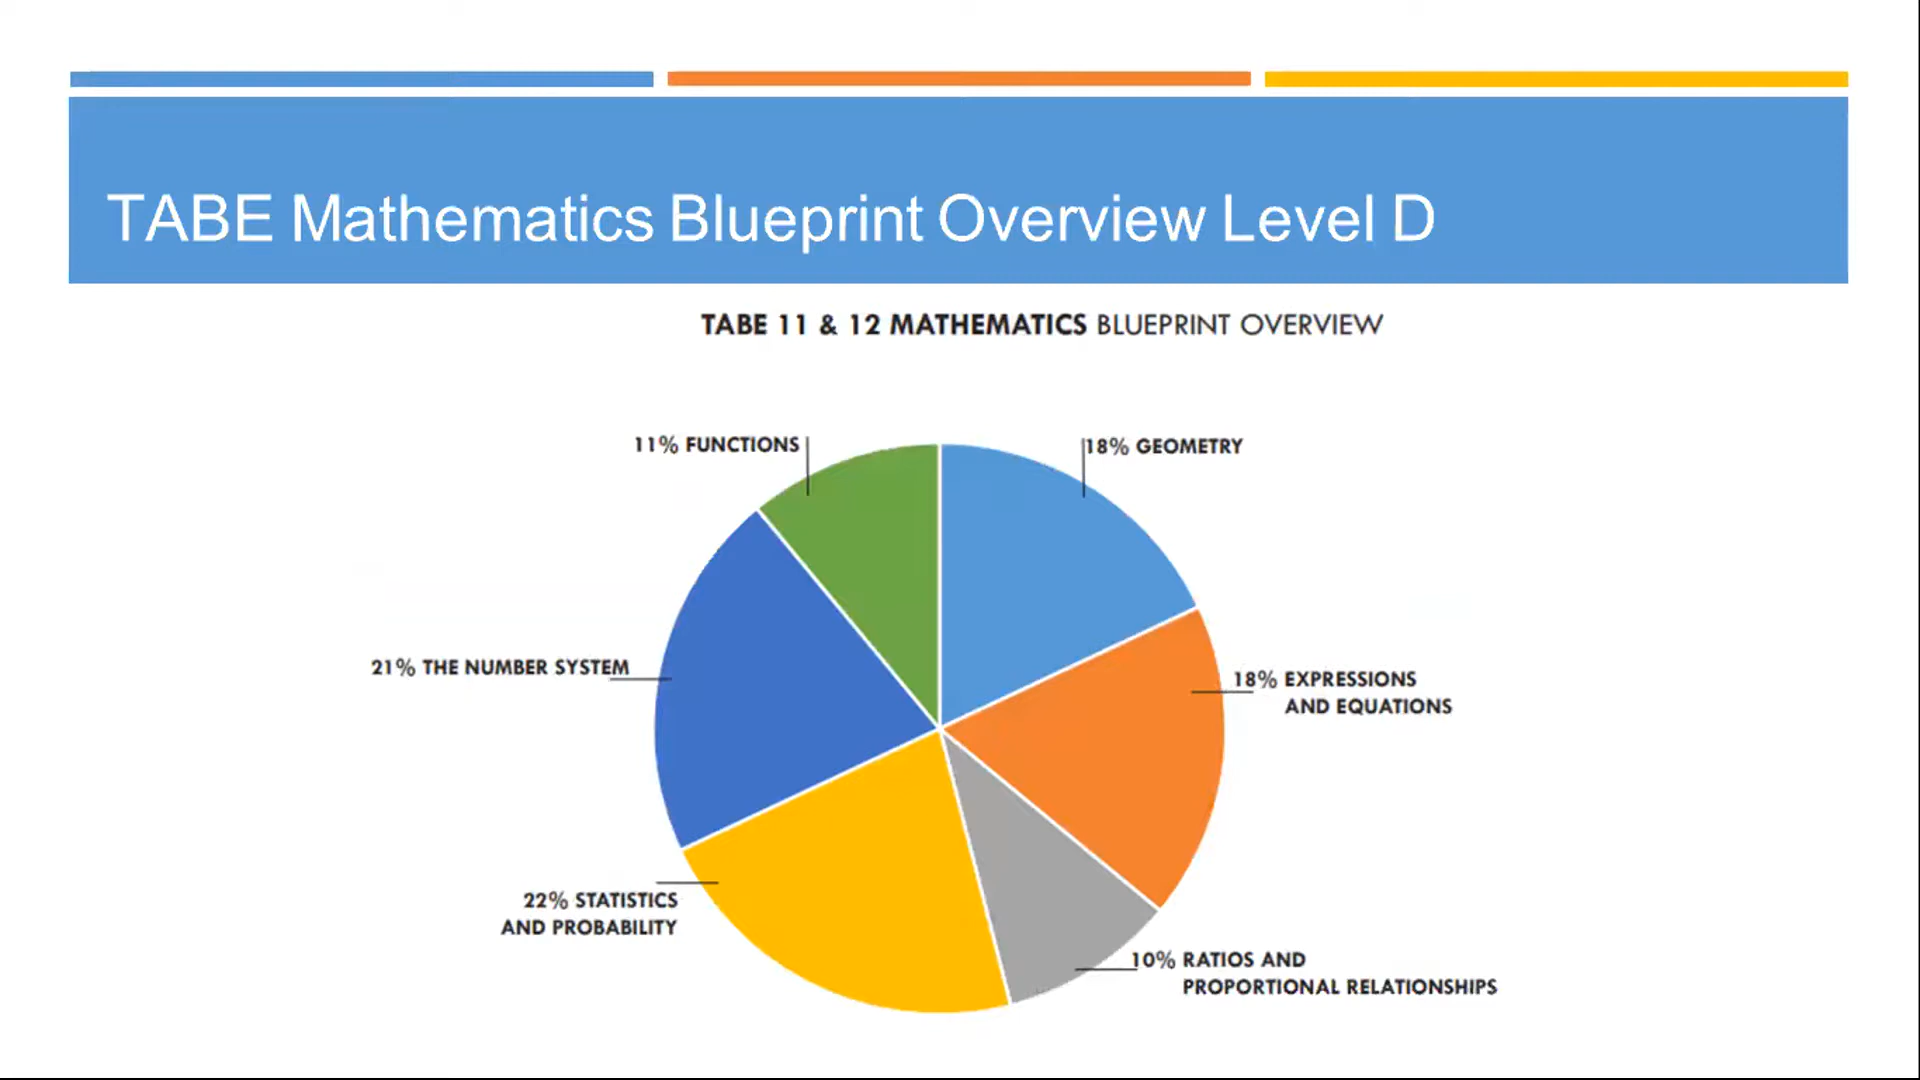 TABE Mathematics Blueprint Overview Level D
TABE 11 & 12 MATHEMATICS BLUEPRINT OVERVIEW
11% FUNCTIONS
18% GEOMETRY
21% THE NUMBER SYSTEM
18% EXPRESSIONS
AND EQUATIONS
22% STATISTICS
AND PROBABILITY
10% RATIOS AND
PROPORTIONAL RELATIONSHIPS